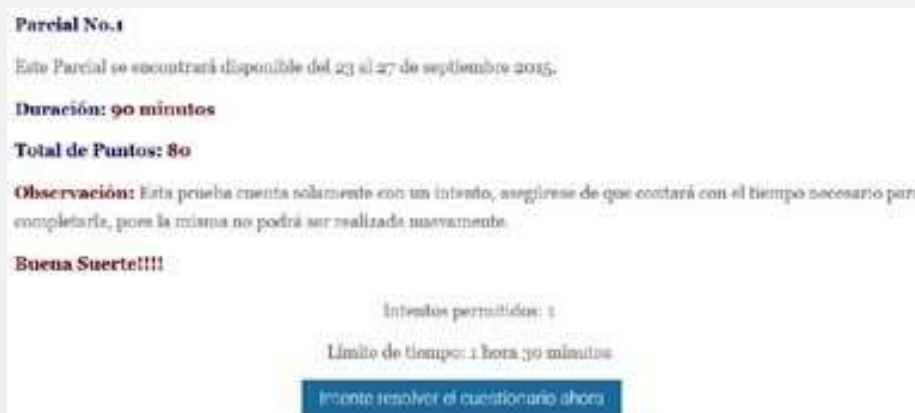 Parcial No.1
Este Parcial se encontrará disponible del 23 al 27 de septiembre 2015.
Duración: 90 minutos
Total de Puntos: 80
Observación: Esta prueba cuenta solamente con un intento, asegúrese de que contará con el tiempo necesario par
completarla, pues la misma no podrá ser realizada nuevamente.
Buena Suerte!!!!
Intentos permitidos: 1
Límite de tiempo: 1 hora 30 minutos
Intente resolver el cuestionario ahora